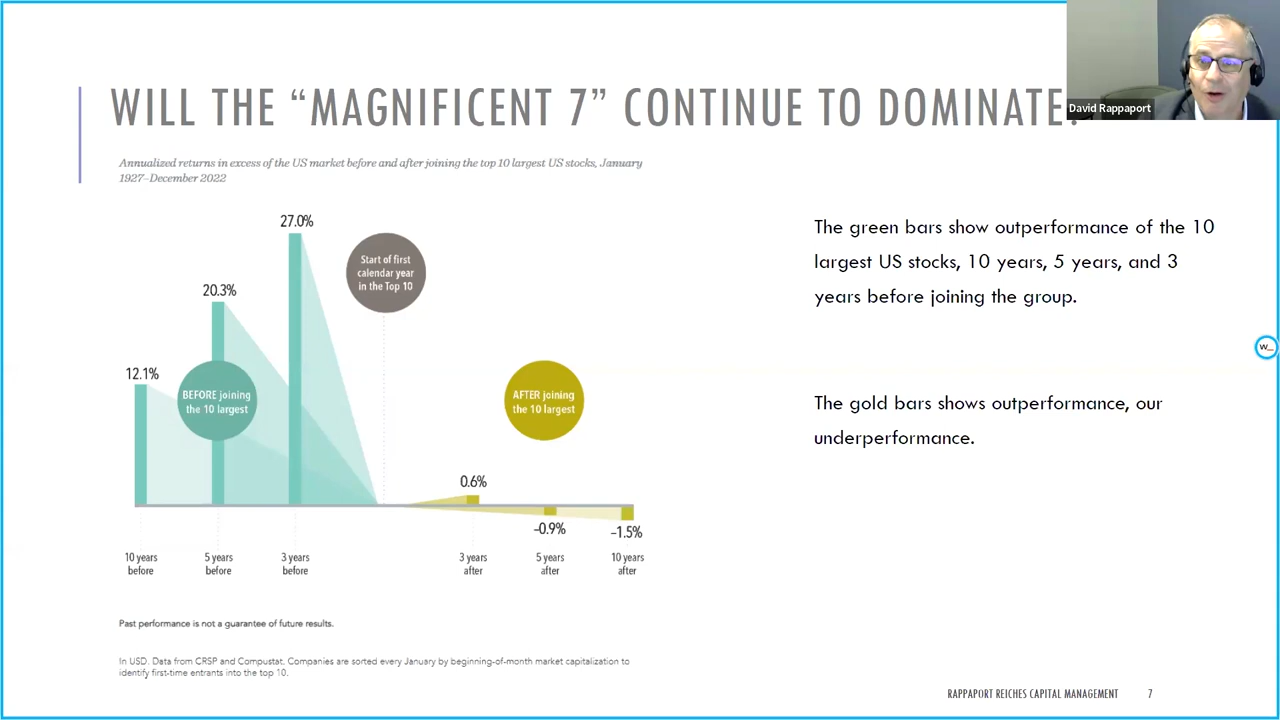 WILL THE “MAGNIFICENT 7” CONTINUE TO DOMINATE?
David Rappaport
Annualized returns in excess of the US market before and after joining the top 10 largest US stocks, January
1927–December 2022
27.0%
20.3%
12.1%
Start of first
calendar year
in the Top 10
BEFORE joining
the 10 largest
AFTER joining
the 10 largest
0.6%
–0.9%
–1.5%
10 years
before
5 years
before
3 years
before
3 years
after
5 years
after
10 years
after
The green bars show outperformance of the 10
largest US stocks, 10 years, 5 years, and 3
years before joining the group.
The gold bars shows outperformance, our
underperformance.
W_
Past performance is not a guarantee of future results.
In USD. Data from CRSP and Compustat. Companies are sorted every January by beginning-of-month market capitalization to
identify first-time entrants into the top 10.
RAPPAPORT REICHES CAPITAL MANAGEMENT
7